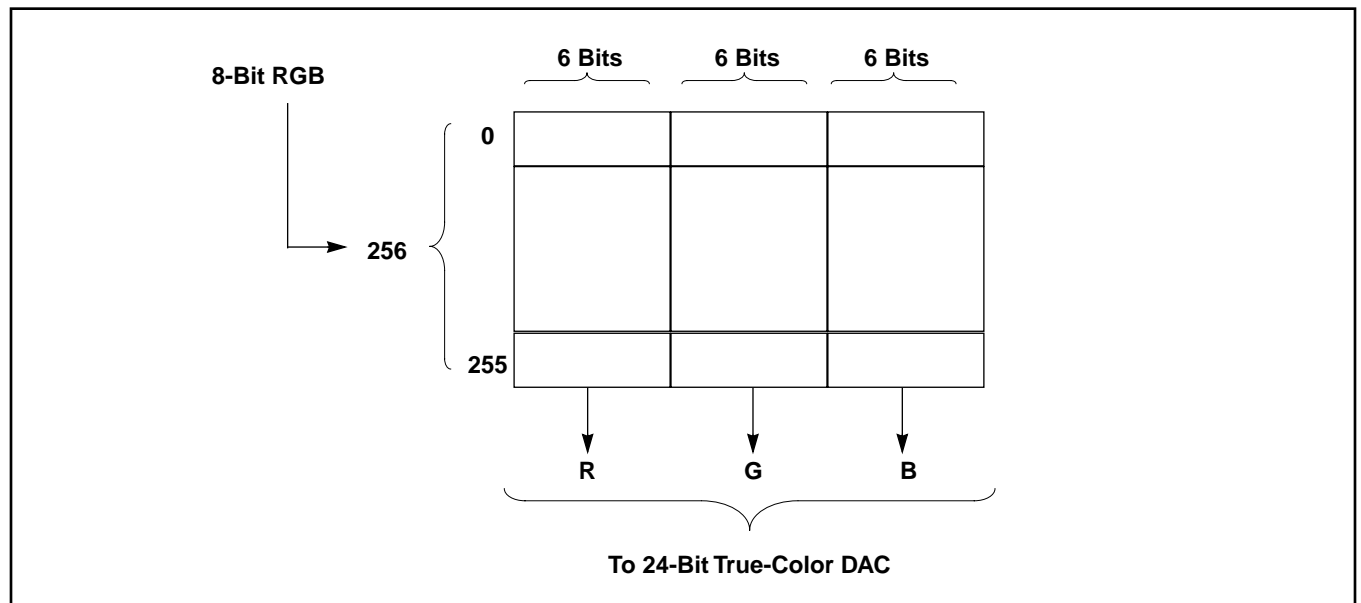 6 Bits 6 Bits 6 Bits
8-Bit RGB
0
256
255
R G B
To 24-Bit True-Color DAC